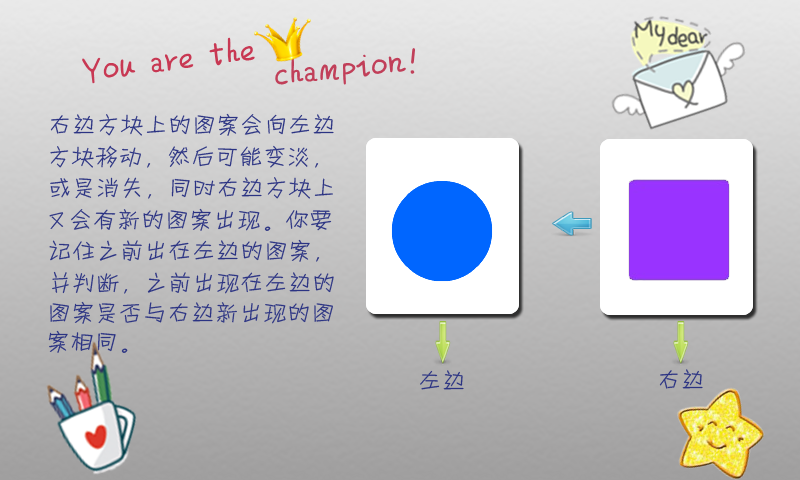 You are the
champion!
My dear
右边方块上的图案会向左边
方块移动，然后可能变淡，
或是消失，同时右边方块上
又会有新的图案出现。你要
记住之前出在左边的图案，
并判断，之前出现在左边的
图案是否与右边新出现的图
案相同。
左边
右边